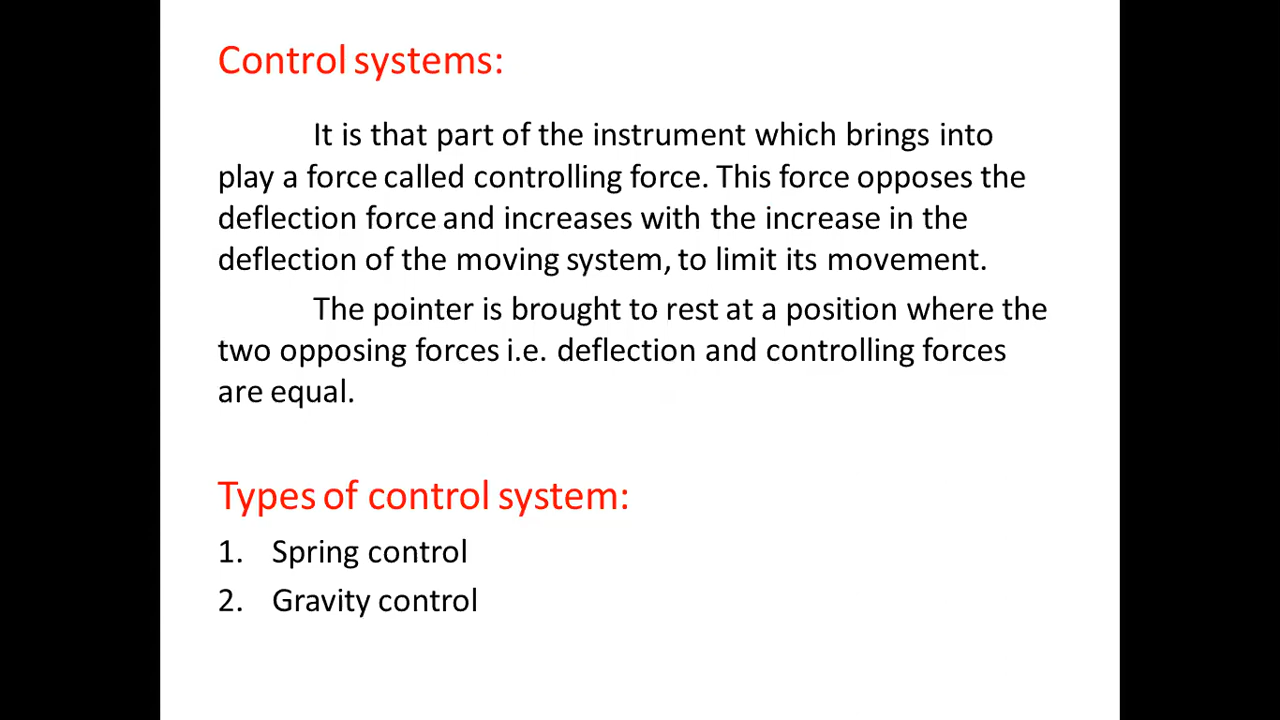 Control systems:
It is that part of the instrument which brings into
play a force called controlling force. This force opposes the
deflection force and increases with the increase in the
deflection of the moving system, to limit its movement.
The pointer is brought to rest at a position where the
two opposing forces i.e. deflection and controlling forces
are equal.
Types of control system:
1. Spring control
2. Gravity control